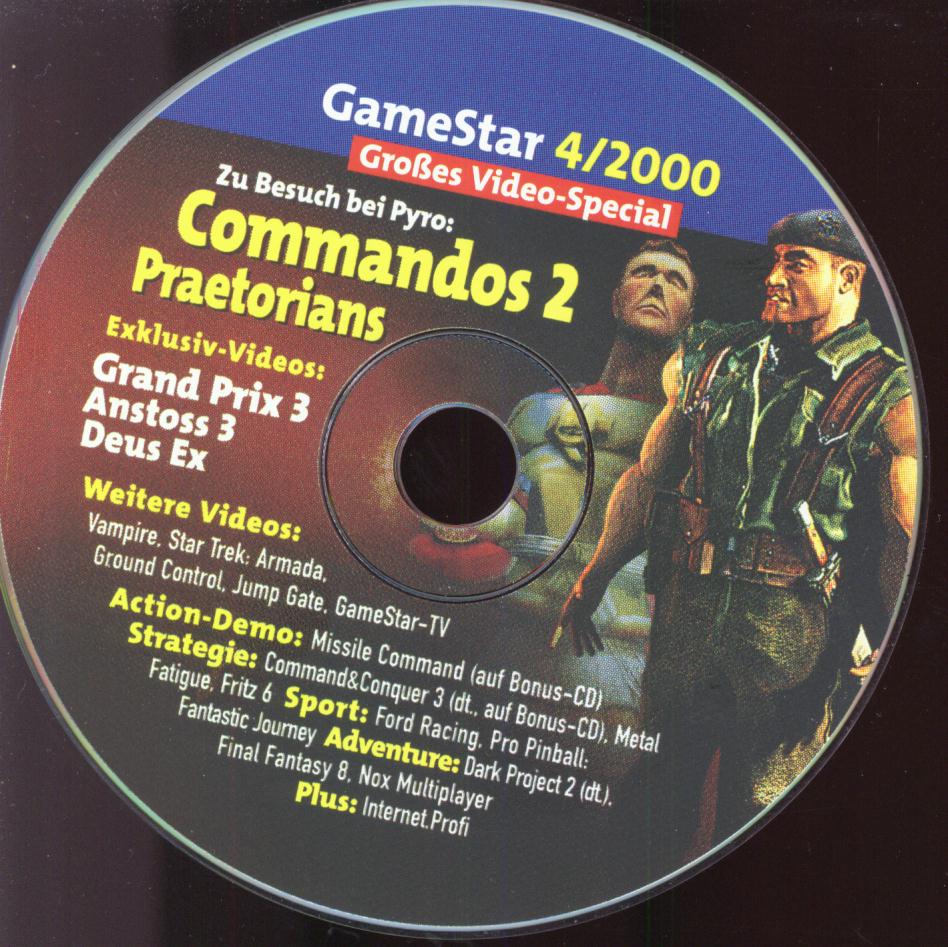 GameStar 4/2000
Großes Video-Special
Zu Besuch bei Pyro:
Commandos 2
Praetorians
Exklusiv-Videos:
Grand Prix 3
Anstoss 3
Deus Ex
Weitere Videos:
Vampire, Star Trek: Armada,
Ground Control, Jump Gate, GameStar-TV
Action-Demo: Missile Command (auf Bonus-CD)
Strategie: Command&Conquer 3 (dt., auf Bonus-CD), Metal
Fatigue, Fritz 6 Sport: Ford Racing, Pro Pinball:
Fantastic Journey Adventure: Dark Project 2 (dt.),
Final Fantasy 8, Nox Multiplayer
Plus: Internet.Profi